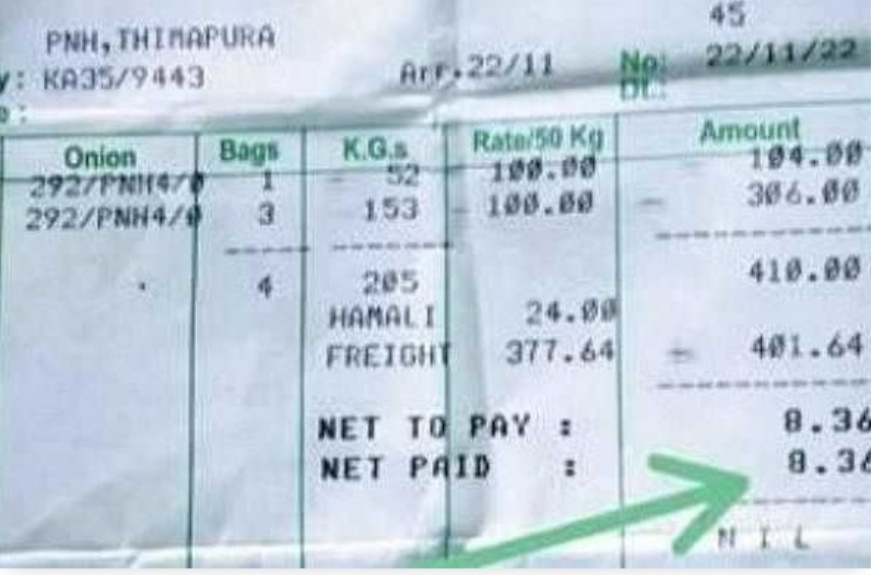 45
PNH,THIMAPURA
y: KA35/9443 Arr.22/11 No: 22/11/22
Dt.:
Onion Bags K.G.s Rate/50 Kg Amount
292/PNH4/0 1 52 100.00 104.00
292/PNH4/0 3 153 100.00 306.00
4 205 410.00
HAMALI 24.00
FREIGHT 377.64 401.64
NET TO PAY : 8.36
NET PAID : 8.36
N I L